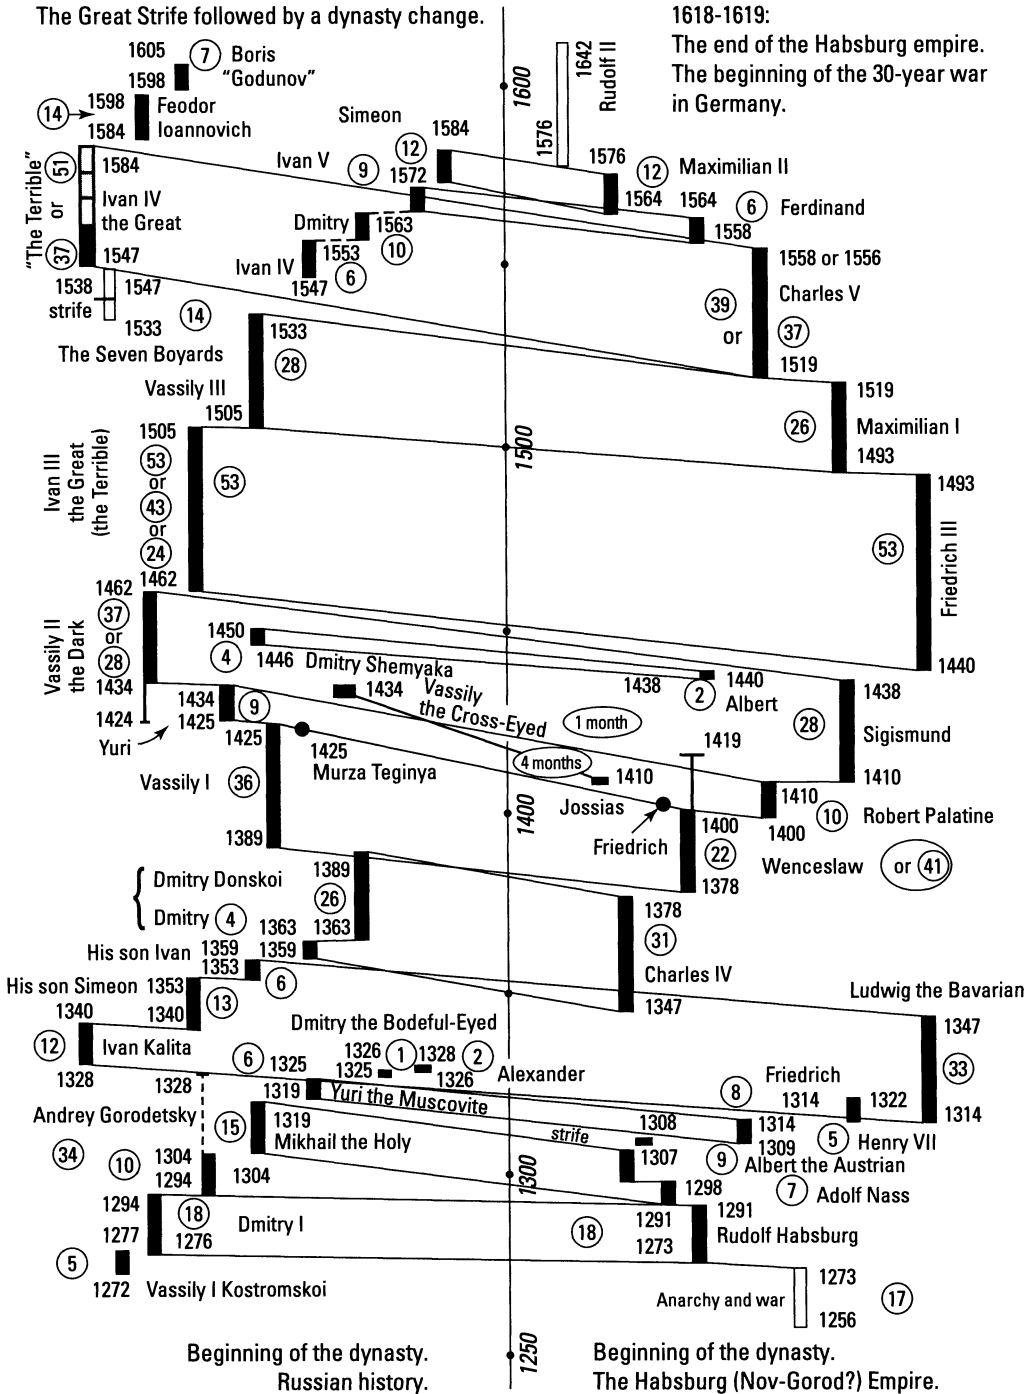 The Great Strife followed by a dynasty change.
1618-1619:
The end of the Habsburg empire.
The beginning of the 30-year war
in Germany.
1605
7
Boris
"Godunov"
1598
1598
14
Feodor
Ioannovich
1584
1642
Rudolf II
1576
1600
Simeon
1584
12
Ivan V
9
1572
1576
12
Maximilian II
1564
1564
6
Ferdinand
1558
"The Terrible"
or
51
1584
Ivan IV
the Great
37
1547
Dmitry
1563
10
1553
Ivan IV
6
1547
1558 or 1556
Charles V
39
or
37
1519
1538
1547
strife
1533
14
The Seven Boyards
1533
28
Vassily III
1505
1519
26
Maximilian I
1493
1500
1505
Ivan III
the Great
(the Terrible)
53
or
43
or
24
53
1462
1493
53
Friedrich III
1440
1462
Vassily II
the Dark
37
or
28
1434
1424
1450
4
1446
Dmitry Shemyaka
1438
1440
2
Albert
1438
28
Sigismund
1410
1434
9
1425
Yuri
1434
Vassily
the Cross-Eyed
1 month
1425
Murza Teginya
4 months
1410
Jossias
1419
1410
10
Robert Palatine
1400
1425
Vassily I
36
1389
1400
Friedrich
1400
22
Wenceslaw
or 41
1378
Dmitry Donskoi
1389
26
Dmitry
4
1363
1363
1378
31
Charles IV
1347
His son Ivan
1359
1359
1353
6
His son Simeon
1353
13
1340
1340
12
Ivan Kalita
1328
Ludwig the Bavarian
1347
33
1314
Dmitry the Bodeful-Eyed
1326
1
1325
1328
2
1326
Alexander
1328
6
1325
1319
Yuri the Muscovite
8
1314
1309
Friedrich
1314
1322
5
Henry VII
Andrey Gorodetsky
34
10
1304
1294
1304
15
1319
Mikhail the Holy
strife
1308
1307
9
Albert the Austrian
1298
7
Adolf Nass
1300
1291
1294
18
Dmitry I
1277
1276
18
1291
1273
Rudolf Habsburg
5
1272
Vassily I Kostromskoi
1273
Anarchy and war
17
1256
1250
Beginning of the dynasty.
Russian history.
Beginning of the dynasty.
The Habsburg (Nov-Gorod?) Empire.